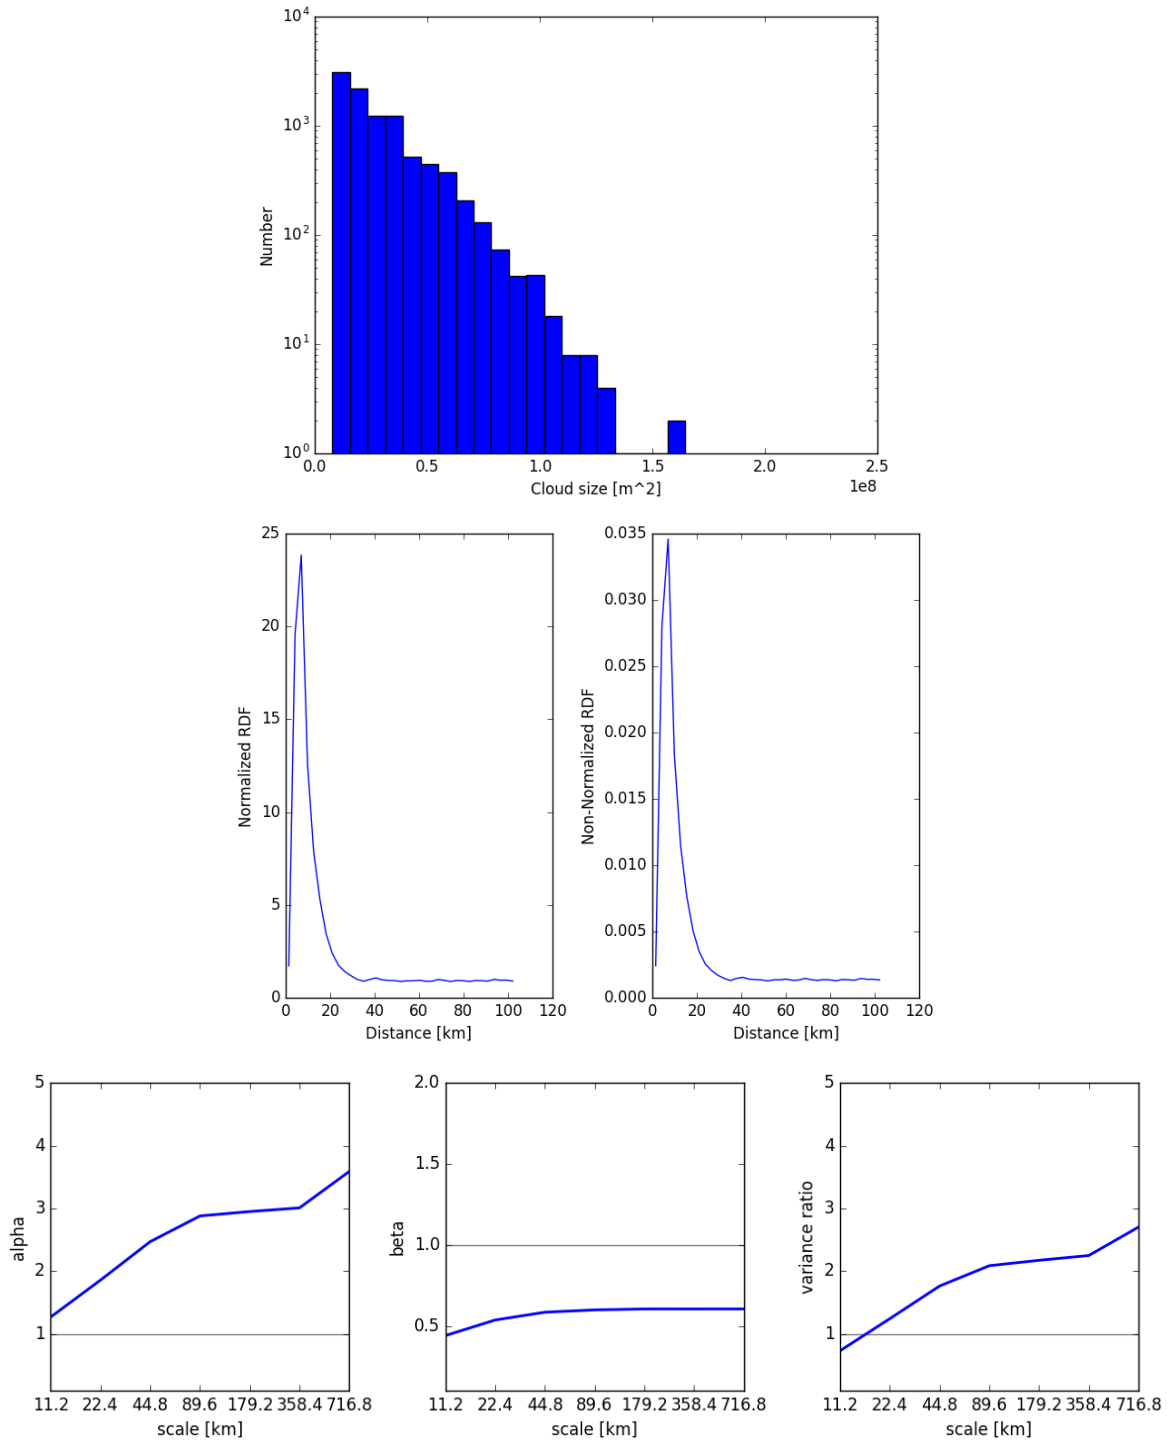 10^4
10^3
10^2
10^1
10^0
Number
0.0 0.5 1.0 1.5 2.0 2.5
Cloud size [m^2]
1e8
25
20
15
10
5
0
Normalized RDF
0 20 40 60 80 100 120
Distance [km]
0.035
0.030
0.025
0.020
0.015
0.010
0.005
0.000
Non-Normalized RDF
0 20 40 60 80 100 120
Distance [km]
5
4
3
2
1
alpha
11.2 22.4 44.8 89.6 179.2 358.4 716.8
scale [km]
2.0
1.5
1.0
0.5
beta
11.2 22.4 44.8 89.6 179.2 358.4 716.8
scale [km]
5
4
3
2
1
variance ratio
11.2 22.4 44.8 89.6 179.2 358.4 716.8
scale [km]